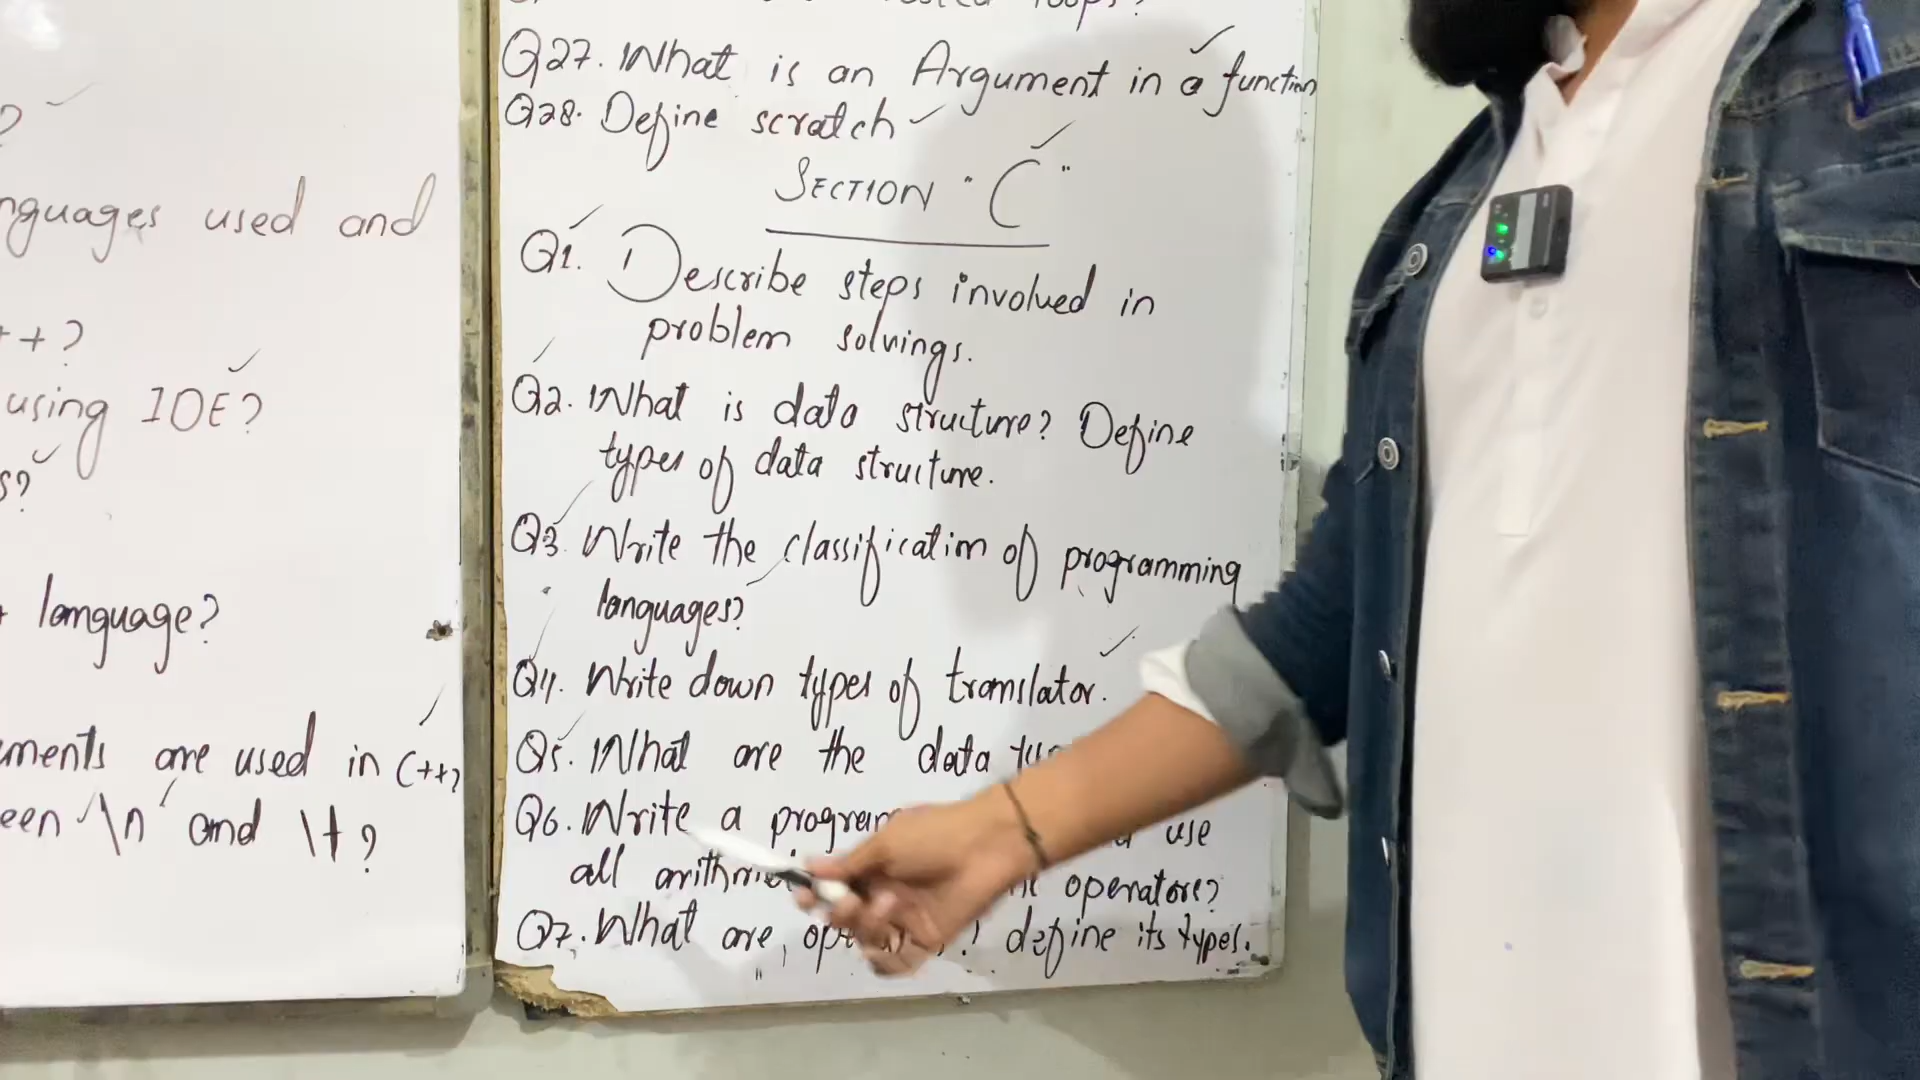 ?
nguages used and
++?
using IDE?
s?
language?
ments are used in C++?
een '\n' and \t?
loops?
Q27. What is an Argument in a function
Q28. Define scratch
SECTION "C"
Q1. Describe steps involved in
problem solvings.
Q2. What is data structure? Define
types of data structure.
Q3. Write the classification of programming
languages?
Q4. Write down types of translator.
Q5. What are the data
Q6. Write a program use
all operators?
Q7. What are define its types.